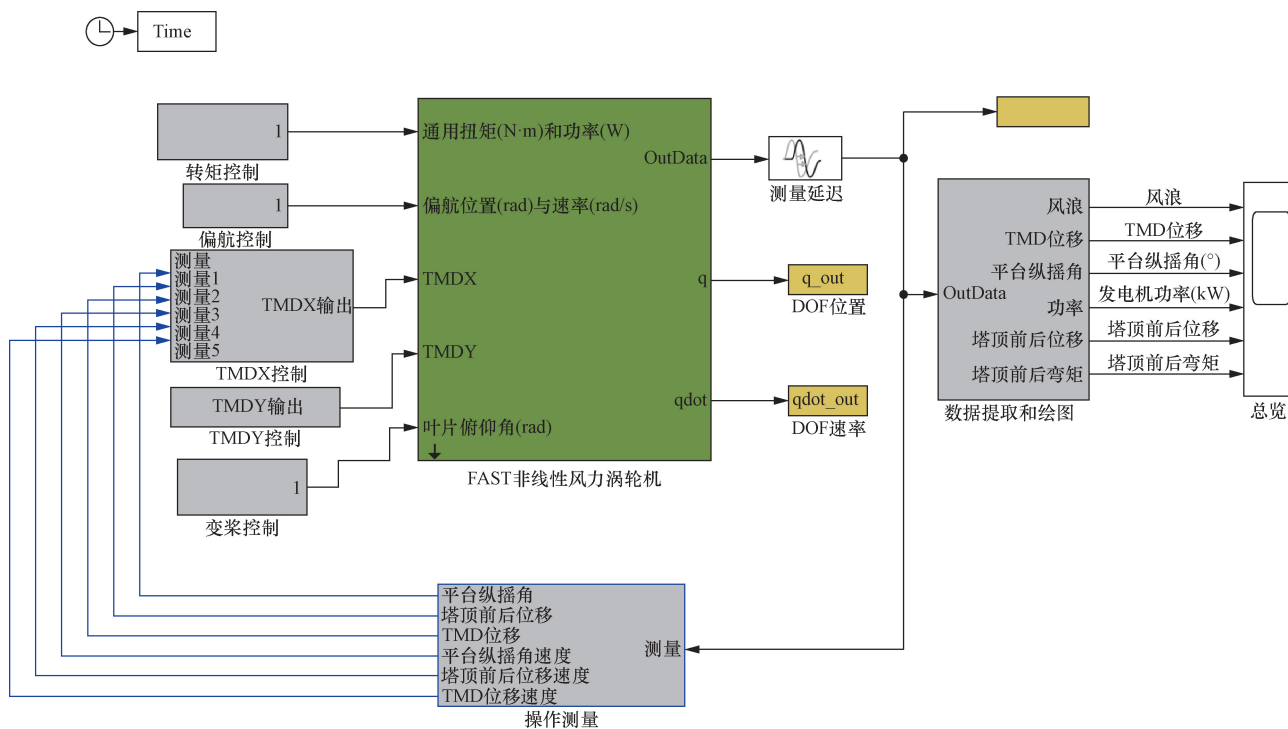 Time
1
转矩控制
1
偏航控制
测量
测量1
测量2
测量3
测量4
测量5
TMDX输出
TMDX控制
TMDY输出
TMDY控制
1
变桨控制
通用扭矩(N·m)和功率(W)
偏航位置(rad)与速率(rad/s)
TMDX
TMDY
叶片俯仰角(rad)
OutData
q
qdot
FAST非线性风力涡轮机
测量延迟
q_out
DOF位置
qdot_out
DOF速率
OutData
风浪
TMD位移
平台纵摇角
功率
塔顶前后位移
塔顶前后弯矩
数据提取和绘图
风浪
TMD位移
平台纵摇角(°)
发电机功率(kW)
塔顶前后位移
塔顶前后弯矩
总览
平台纵摇角
塔顶前后位移
TMD位移
平台纵摇角速度
塔顶前后位移速度
TMD位移速度
测量
操作测量